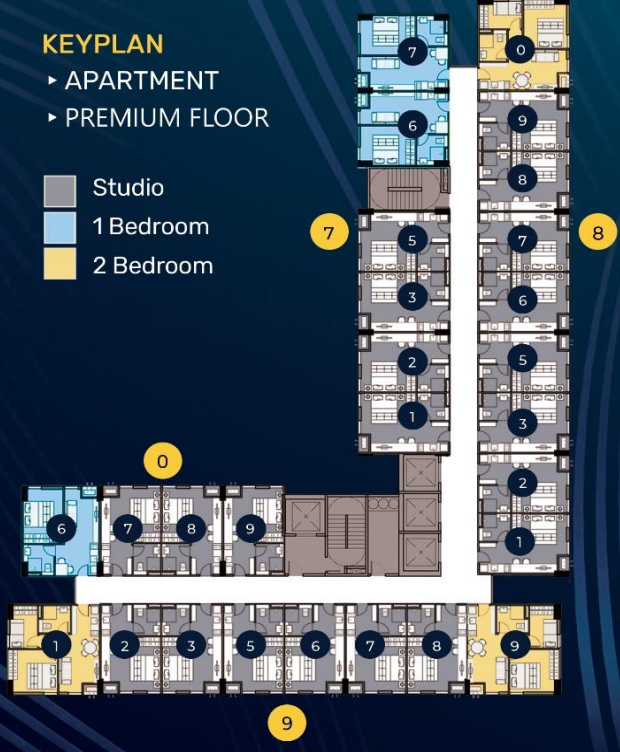 KEYPLAN
▸ APARTMENT
▸ PREMIUM FLOOR
Studio
1 Bedroom
2 Bedroom
7
8
0
9
7
6
5
3
2
1
0
9
8
7
6
5
3
2
1
6 7 8 9
1 2 3 5 6 7 8 9